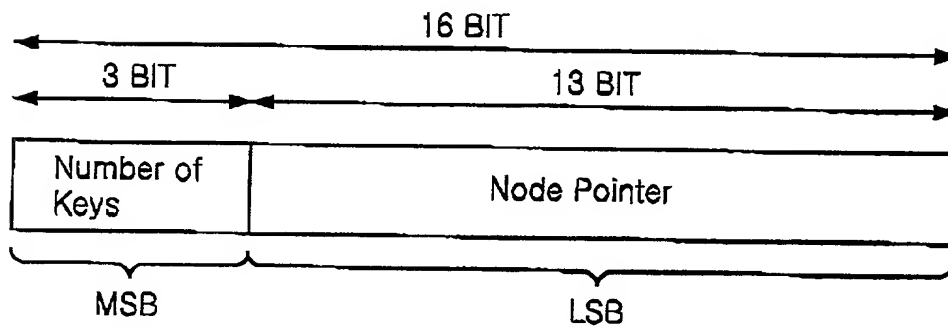 16 BIT
3 BIT
13 BIT
Number of
Keys
Node Pointer
MSB
LSB